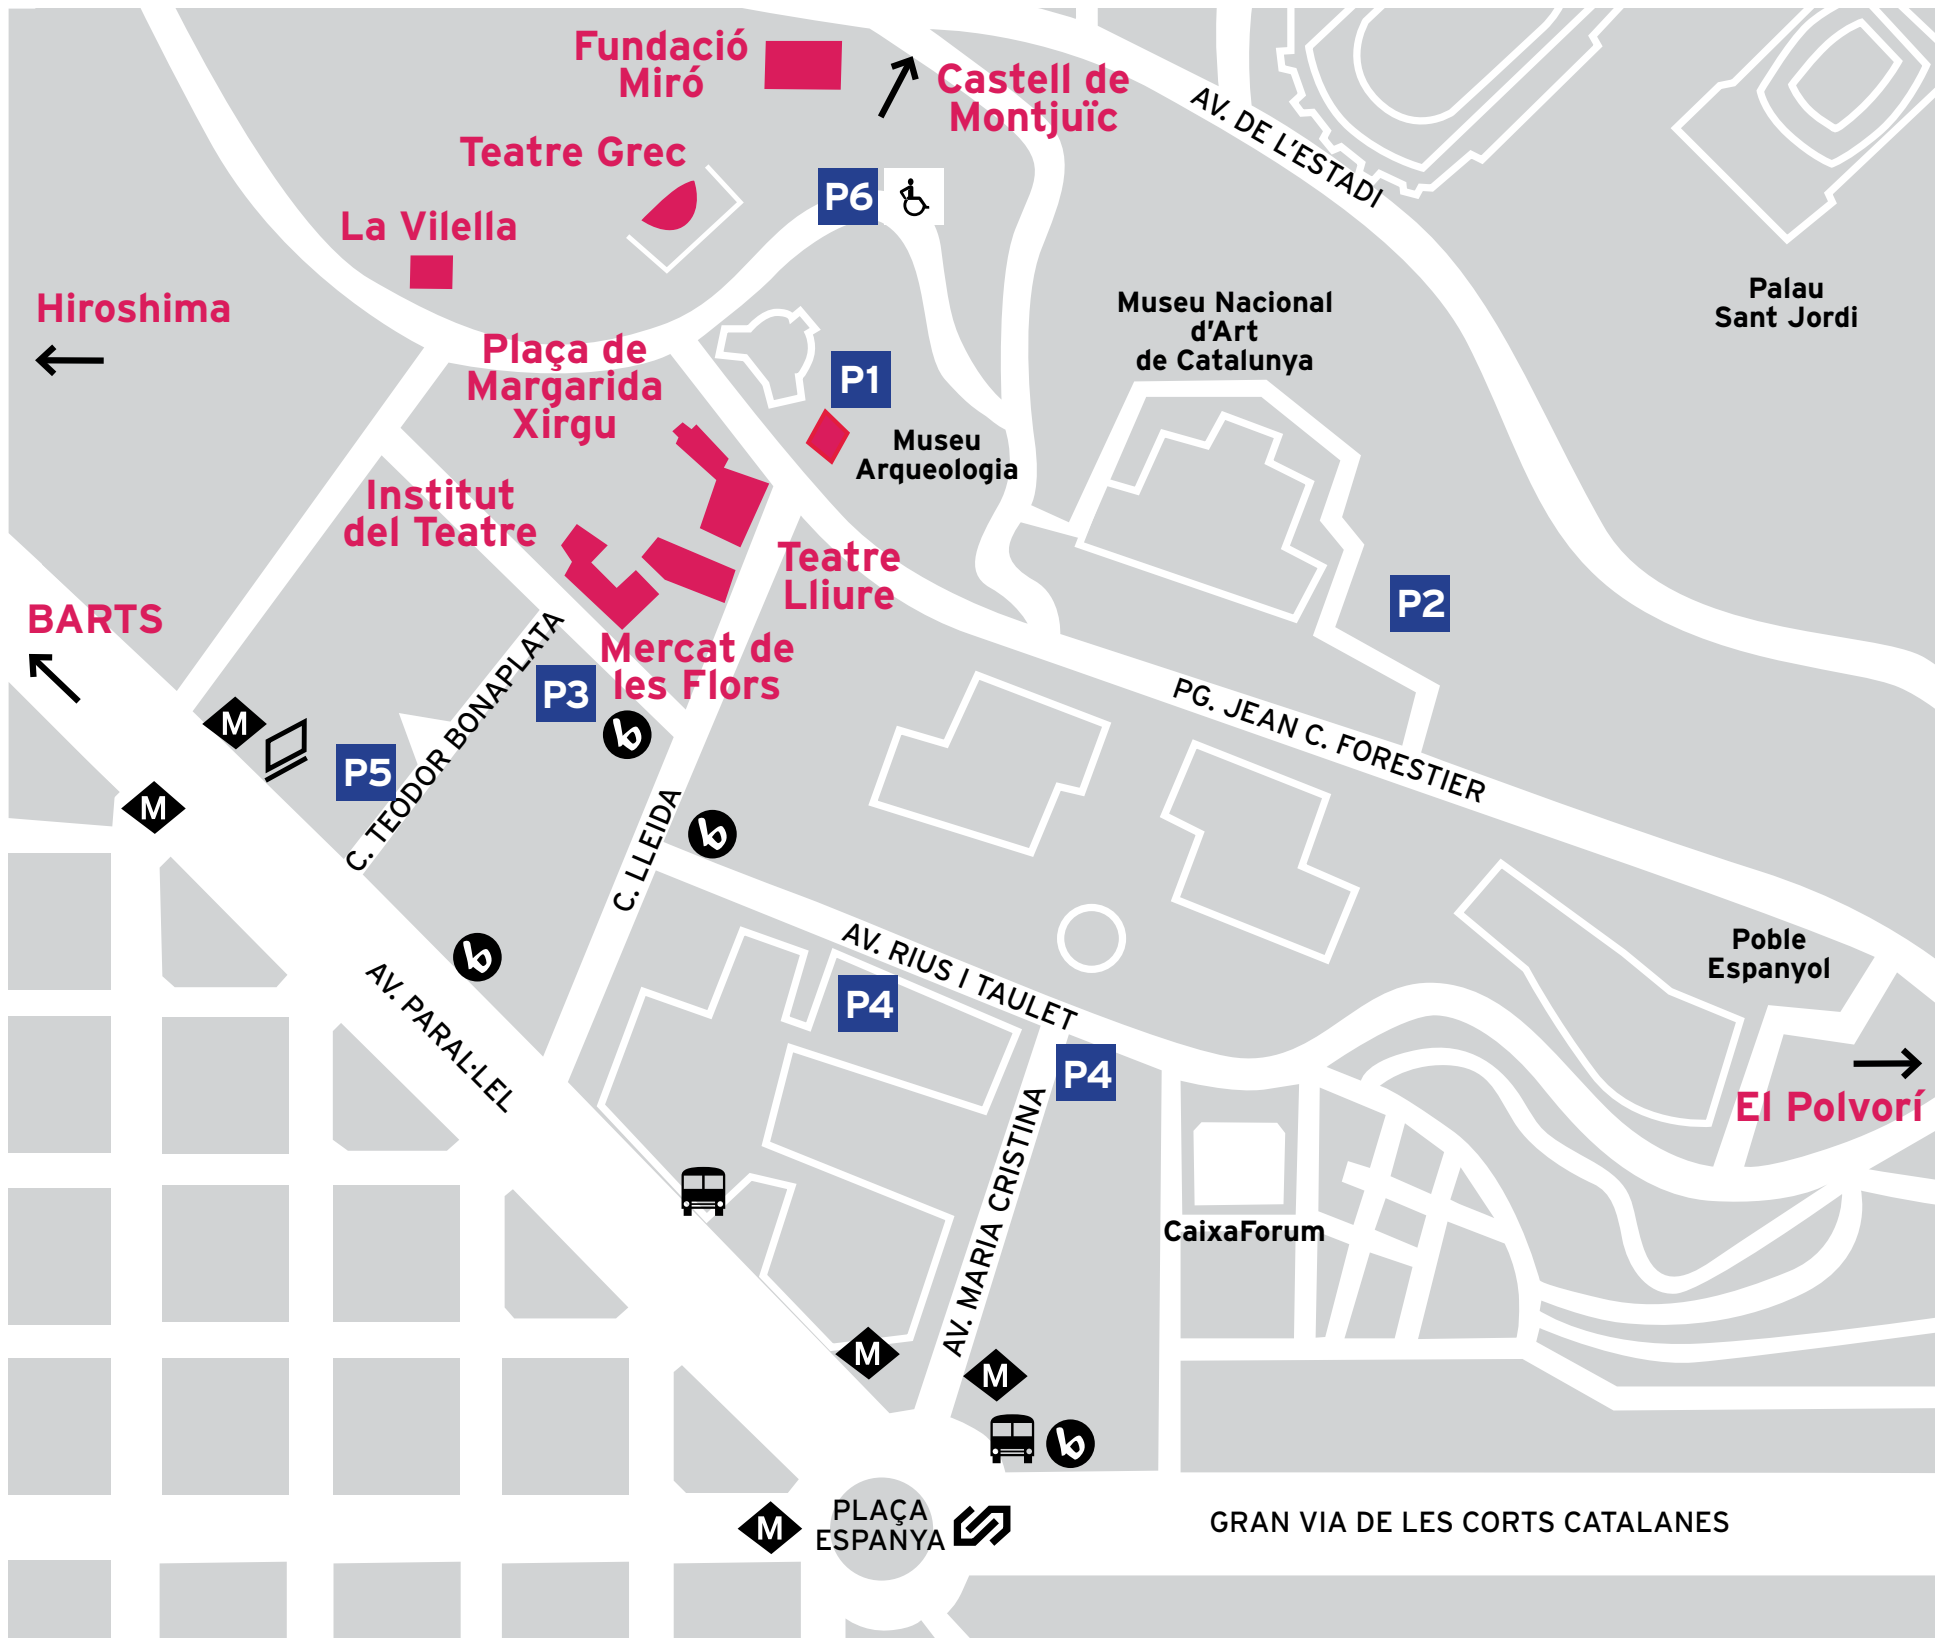 Fundació
Miró
Castell de
Montjuïc
AV. DE L'ESTADI
Teatre Grec
P6
La Vilella
Hiroshima
Palau
Sant Jordi
Museu Nacional
d'Art
de Catalunya
Plaça de
Margarida
Xirgu
P1
Museu
Arqueologia
Institut
del Teatre
Teatre
Lliure
P2
BARTS
Mercat de
les Flors
P3
C. TEODOR BONAPLATA
PG. JEAN C. FORESTIER
M
P5
b
M
C. LLEIDA
b
AV. RIUS I TAULET
Poble
Espanyol
b
AV. PARAL·LEL
P4
P4
El Polvorí
AV. MARIA CRISTINA
CaixaForum
M
M
b
M
PLAÇA
ESPANYA
GRAN VIA DE LES CORTS CATALANES